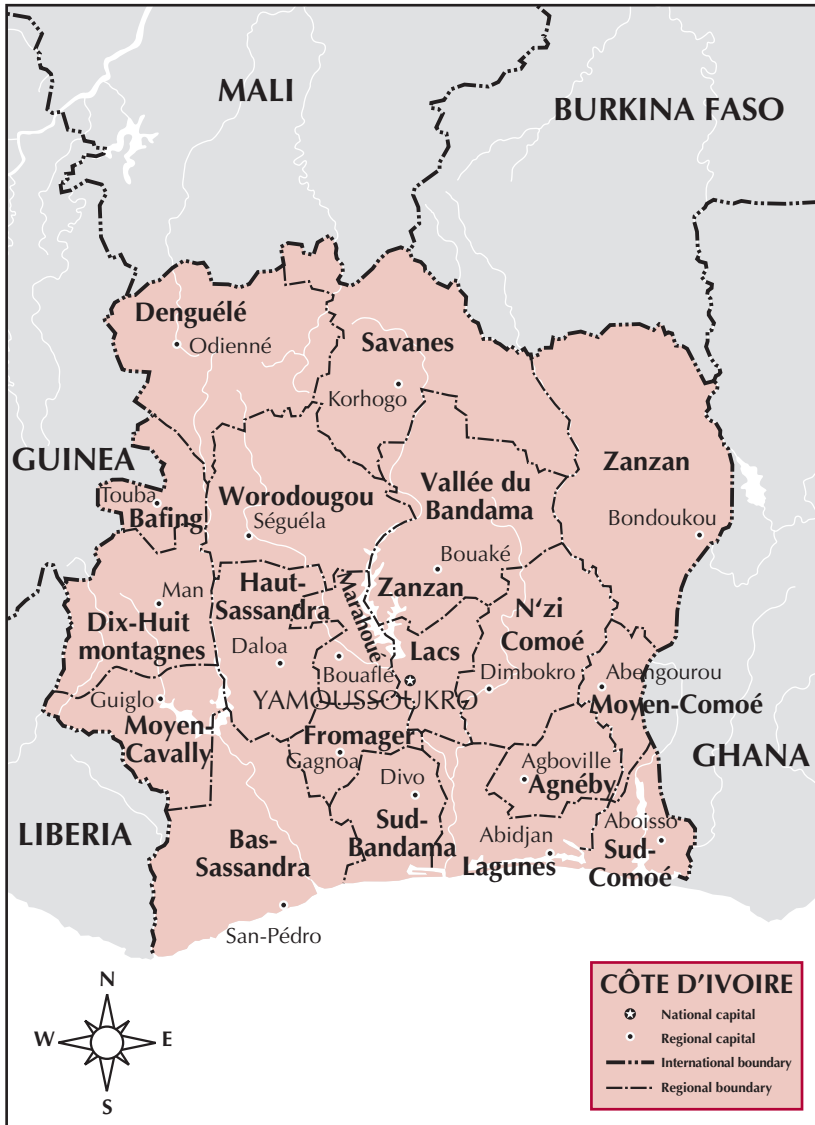 MALI
BURKINA FASO
Denguélé
Odienné
Savanes
Korhogo
GUINEA
Touba
Bafing
Worodougou
Séguéla
Vallée du
Bandama
Bouaké
Zanzan
Bondoukou
Man
Dix-Huit
montagnes
Haut-
Sassandra
Daloa
Marahoué
Bouaflé
Zanzan
Lacs
YAMOUSSOUKRO
N‘zi
Comoé
Dimbokro
Abengourou
Moyen-Comoé
Guiglo
Moyen-
Cavally
Fromager
Gagnoa
Divo
Sud-
Bandama
Agboville
Agnéby
GHANA
LIBERIA
Bas-
Sassandra
San-Pédro
Abidjan
Lagunes
Aboisso
Sud-
Comoé
N
W
E
S
CÔTE D'IVOIRE
National capital
Regional capital
International boundary
Regional boundary